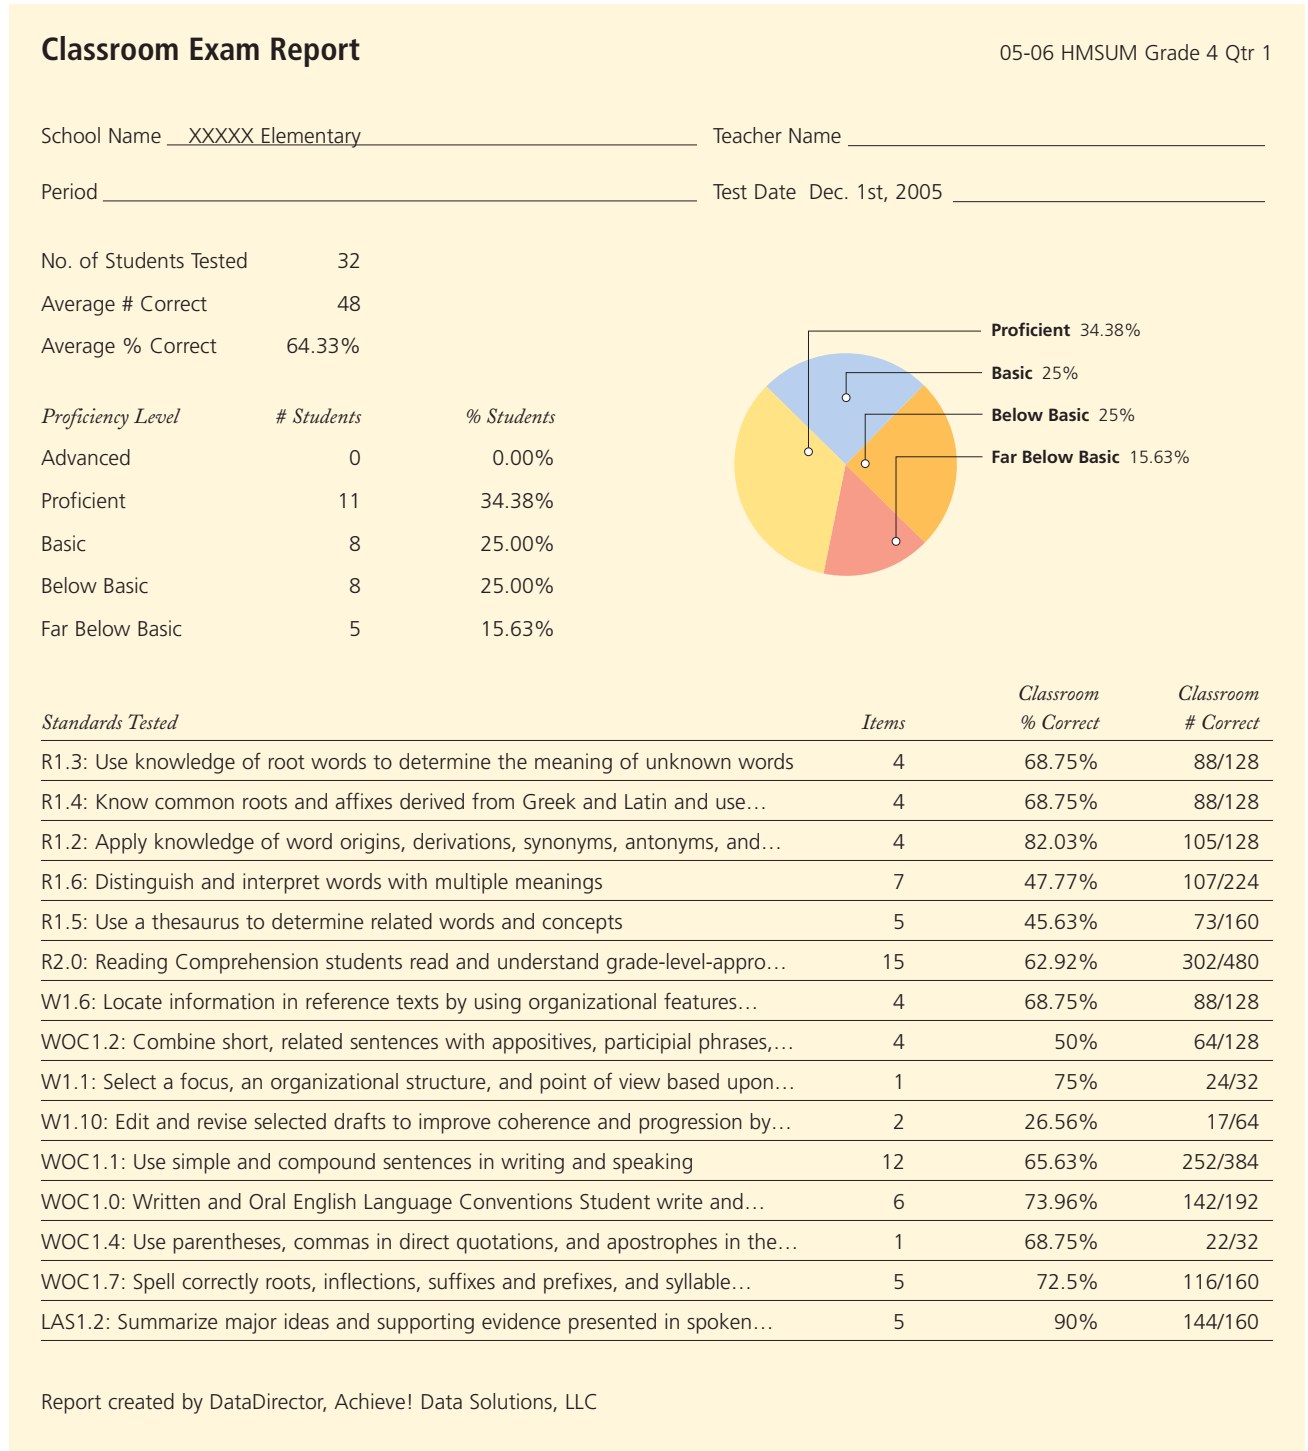 Classroom Exam Report 05-06 HMSUM Grade 4 Qtr 1
School Name XXXXX Elementary Teacher Name
Period Test Date Dec. 1st, 2005
No. of Students Tested 32
Average # Correct 48
Average % Correct 64.33%
Proficient 34.38%
Basic 25%
Below Basic 25%
Far Below Basic 15.63%
Proficiency Level # Students % Students
Advanced 0 0.00%
Proficient 11 34.38%
Basic 8 25.00%
Below Basic 8 25.00%
Far Below Basic 5 15.63%
Standards Tested Items Classroom % Correct Classroom # Correct
R1.3: Use knowledge of root words to determine the meaning of unknown words 4 68.75% 88/128
R1.4: Know common roots and affixes derived from Greek and Latin and use… 4 68.75% 88/128
R1.2: Apply knowledge of word origins, derivations, synonyms, antonyms, and… 4 82.03% 105/128
R1.6: Distinguish and interpret words with multiple meanings 7 47.77% 107/224
R1.5: Use a thesaurus to determine related words and concepts 5 45.63% 73/160
R2.0: Reading Comprehension students read and understand grade-level-appro… 15 62.92% 302/480
W1.6: Locate information in reference texts by using organizational features… 4 68.75% 88/128
WOC1.2: Combine short, related sentences with appositives, participial phrases,… 4 50% 64/128
W1.1: Select a focus, an organizational structure, and point of view based upon… 1 75% 24/32
W1.10: Edit and revise selected drafts to improve coherence and progression by… 2 26.56% 17/64
WOC1.1: Use simple and compound sentences in writing and speaking 12 65.63% 252/384
WOC1.0: Written and Oral English Language Conventions Student write and… 6 73.96% 142/192
WOC1.4: Use parentheses, commas in direct quotations, and apostrophes in the… 1 68.75% 22/32
WOC1.7: Spell correctly roots, inflections, suffixes and prefixes, and syllable… 5 72.5% 116/160
LAS1.2: Summarize major ideas and supporting evidence presented in spoken… 5 90% 144/160
Report created by DataDirector, Achieve! Data Solutions, LLC